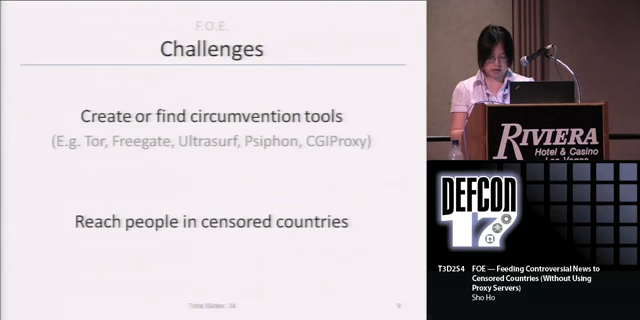 F.O.E.
Challenges
Create or find circumvention tools
(E.g. Tor, Freegate, Ultrasurf, Psiphon, CGIProxy)
Reach people in censored countries
Total Slides: 34
9
RIVIERA
Hotel & Casino
Las Vegas
DEFCON
17
T3D2S4 FOE — Feeding Controversial News to
Censored Countries (Without Using
Proxy Servers)
Sho Ho